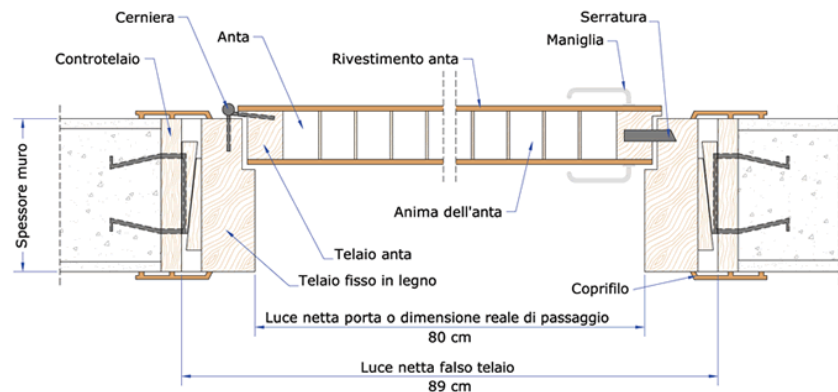 Cerniera
Serratura
Anta
Maniglia
Controtelaio
Rivestimento anta
Spessore muro
Anima dell'anta
Telaio anta
Telaio fisso in legno
Coprifilo
Luce netta porta o dimensione reale di passaggio
80 cm
Luce netta falso telaio
89 cm